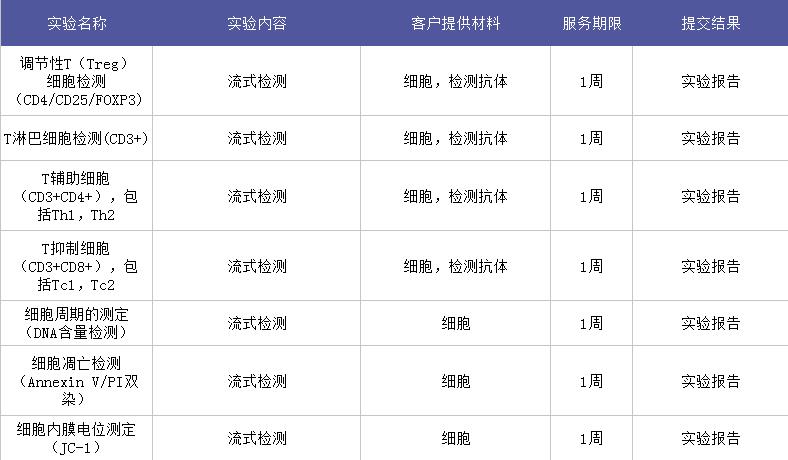 实验名称 实验内容 客户提供材料 服务期限 提交结果
调节性T（Treg）
细胞检测
（CD4/CD25/FOXP3）
流式检测 细胞，检测抗体 1周 实验报告
T淋巴细胞检测(CD3+) 流式检测 细胞，检测抗体 1周 实验报告
T辅助细胞
（CD3+CD4+），包
括Th1，Th2
流式检测 细胞，检测抗体 1周 实验报告
T抑制细胞
（CD3+CD8+），包
括Tc1，Tc2
流式检测 细胞，检测抗体 1周 实验报告
细胞周期的测定
（DNA含量检测）
流式检测 细胞 1周 实验报告
细胞凋亡检测
（Annexin V/PI双
染）
流式检测 细胞 1周 实验报告
细胞内膜电位测定
（JC-1）
流式检测 细胞 1周 实验报告